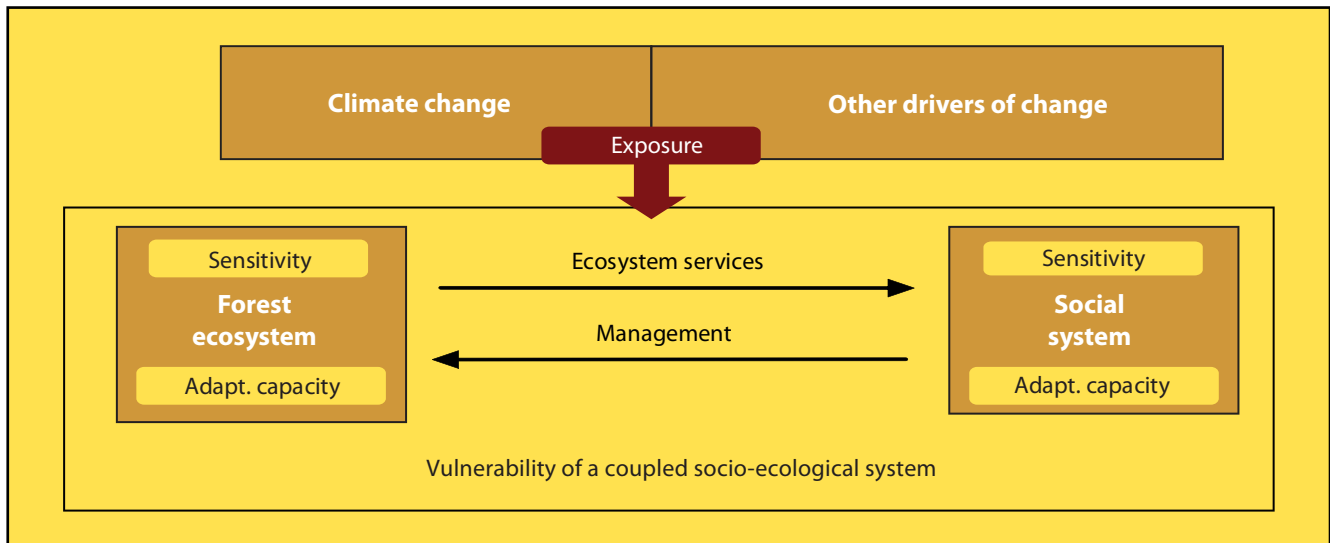 Climate change
Other drivers of change
Exposure
Sensitivity
Forest
ecosystem
Adapt. capacity
Ecosystem services
Management
Sensitivity
Social
system
Adapt. capacity
Vulnerability of a coupled socio-ecological system